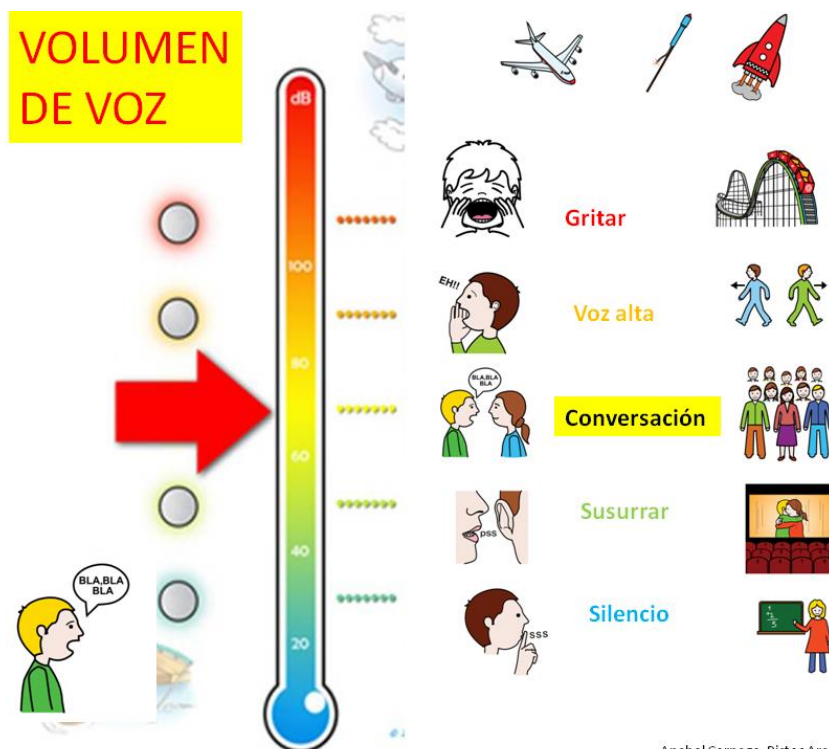 VOLUMEN
DE VOZ
dB
100
80
60
40
20
BLA,BLA
BLA
Gritar
EH!!
Voz alta
BLA,BLA
BLA
Conversación
pss
Susurrar
sss
Silencio